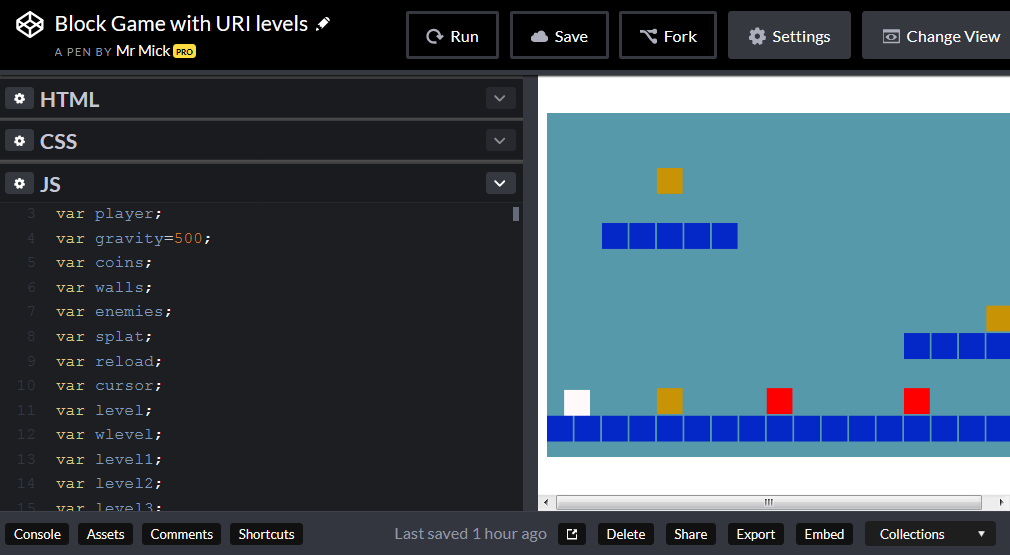 Block Game with URI levels
A PEN BY Mr Mick PRO
Run
Save
Fork
Settings
Change View
HTML
CSS
JS
3 var player;
4 var gravity=500;
5 var coins;
6 var walls;
7 var enemies;
8 var splat;
9 var reload;
10 var cursor;
11 var level;
12 var wlevel;
13 var level1;
14 var level2;
15 var level3;
Console
Assets
Comments
Shortcuts
Last saved 1 hour ago
Delete
Share
Export
Embed
Collections